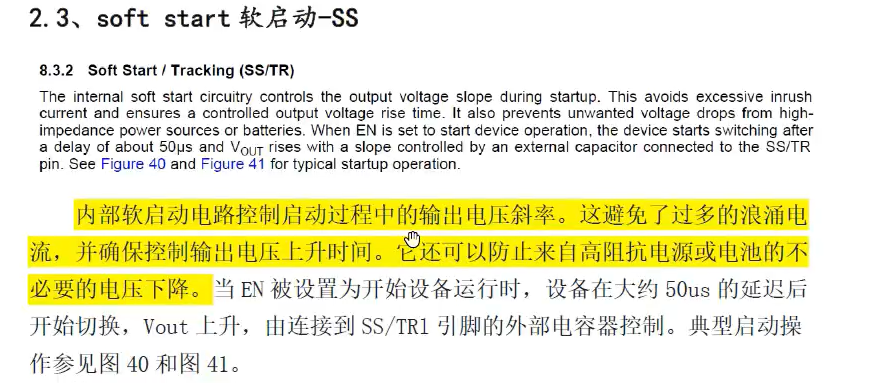 2.3、soft start 软启动-SS
8.3.2 Soft Start / Tracking (SS/TR)
The internal soft start circuitry controls the output voltage slope during startup. This avoids excessive inrush
current and ensures a controlled output voltage rise time. It also prevents unwanted voltage drops from high-
impedance power sources or batteries. When EN is set to start device operation, the device starts switching after
a delay of about 50µs and VOUT rises with a slope controlled by an external capacitor connected to the SS/TR
pin. See Figure 40 and Figure 41 for typical startup operation.
内部软启动电路控制启动过程中的输出电压斜率。这避免了过多的浪涌电
流，并确保控制输出电压上升时间。它还可以防止来自高阻抗电源或电池的不
必要的电压下降。当 EN 被设置为开始设备运行时，设备在大约 50us 的延迟后
开始切换，Vout 上升，由连接到 SS/TR1 引脚的外部电容器控制。典型启动操
作参见图 40 和图 41。